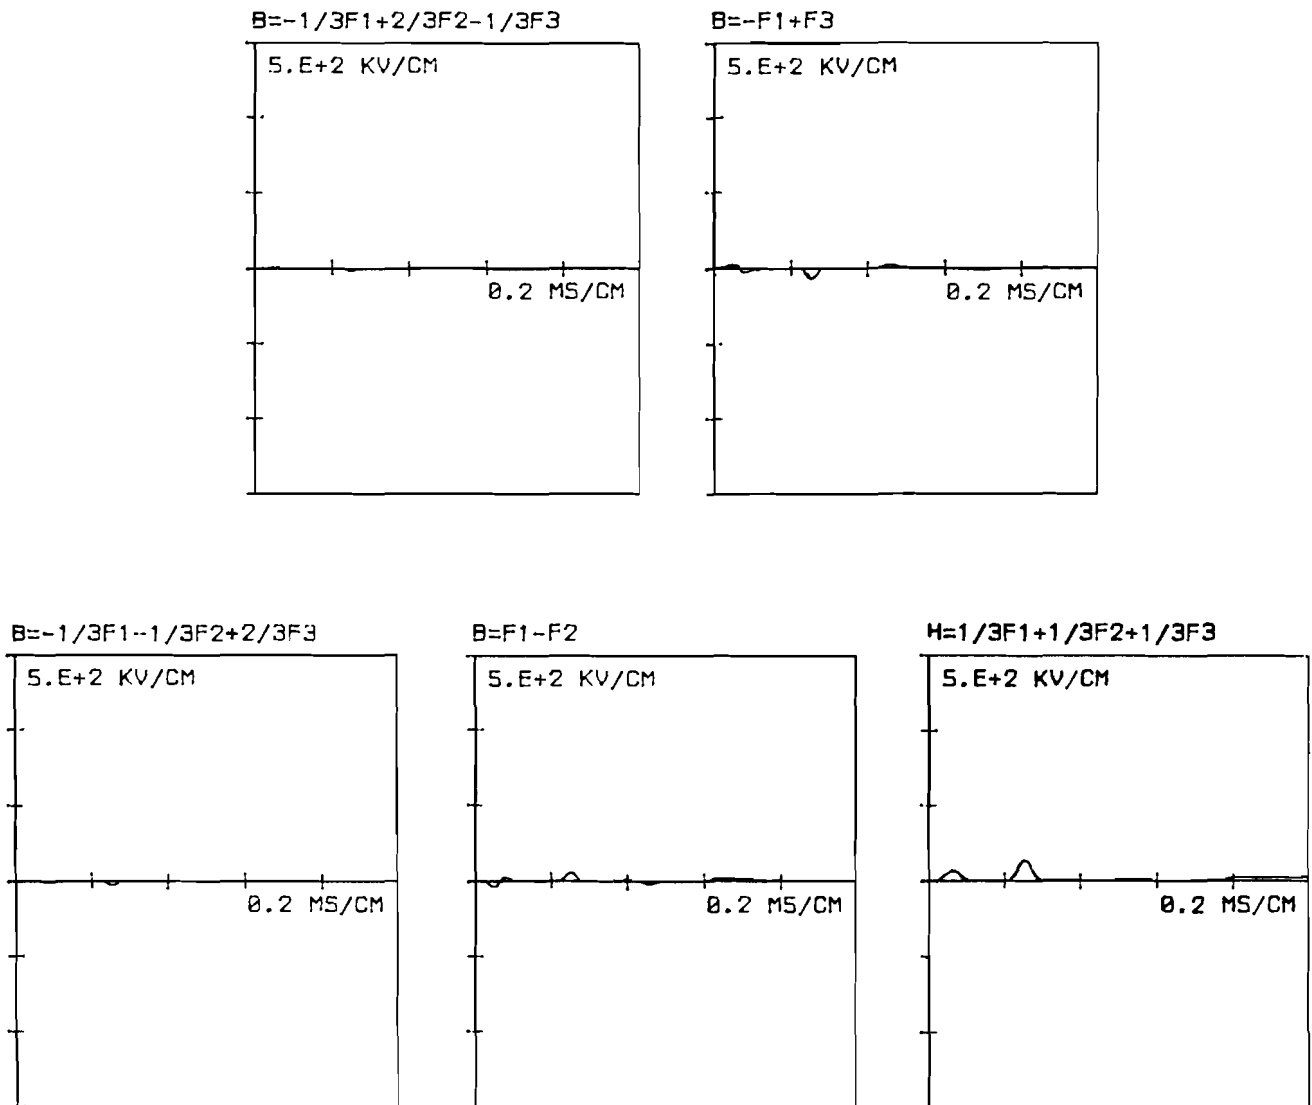 B=-1/3F1+2/3F2-1/3F3
5.E+2 KV/CM
0.2 MS/CM
B=-F1+F3
5.E+2 KV/CM
0.2 MS/CM
B=-1/3F1-1/3F2+2/3F3
5.E+2 KV/CM
0.2 MS/CM
B=F1-F2
5.E+2 KV/CM
0.2 MS/CM
H=1/3F1+1/3F2+1/3F3
5.E+2 KV/CM
0.2 MS/CM